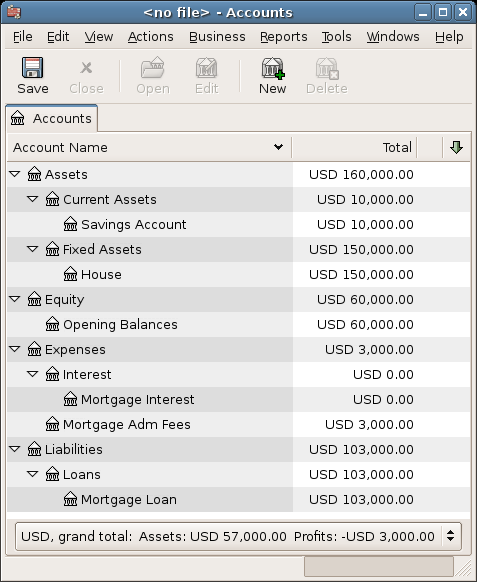 <no file> - Accounts
File Edit View Actions Business Reports Tools Windows Help
Save Close Open Edit New Delete
Accounts
Account Name Total
Assets USD 160,000.00
Current Assets USD 10,000.00
Savings Account USD 10,000.00
Fixed Assets USD 150,000.00
House USD 150,000.00
Equity USD 60,000.00
Opening Balances USD 60,000.00
Expenses USD 3,000.00
Interest USD 0.00
Mortgage Interest USD 0.00
Mortgage Adm Fees USD 3,000.00
Liabilities USD 103,000.00
Loans USD 103,000.00
Mortgage Loan USD 103,000.00
USD, grand total: Assets: USD 57,000.00 Profits: -USD 3,000.00